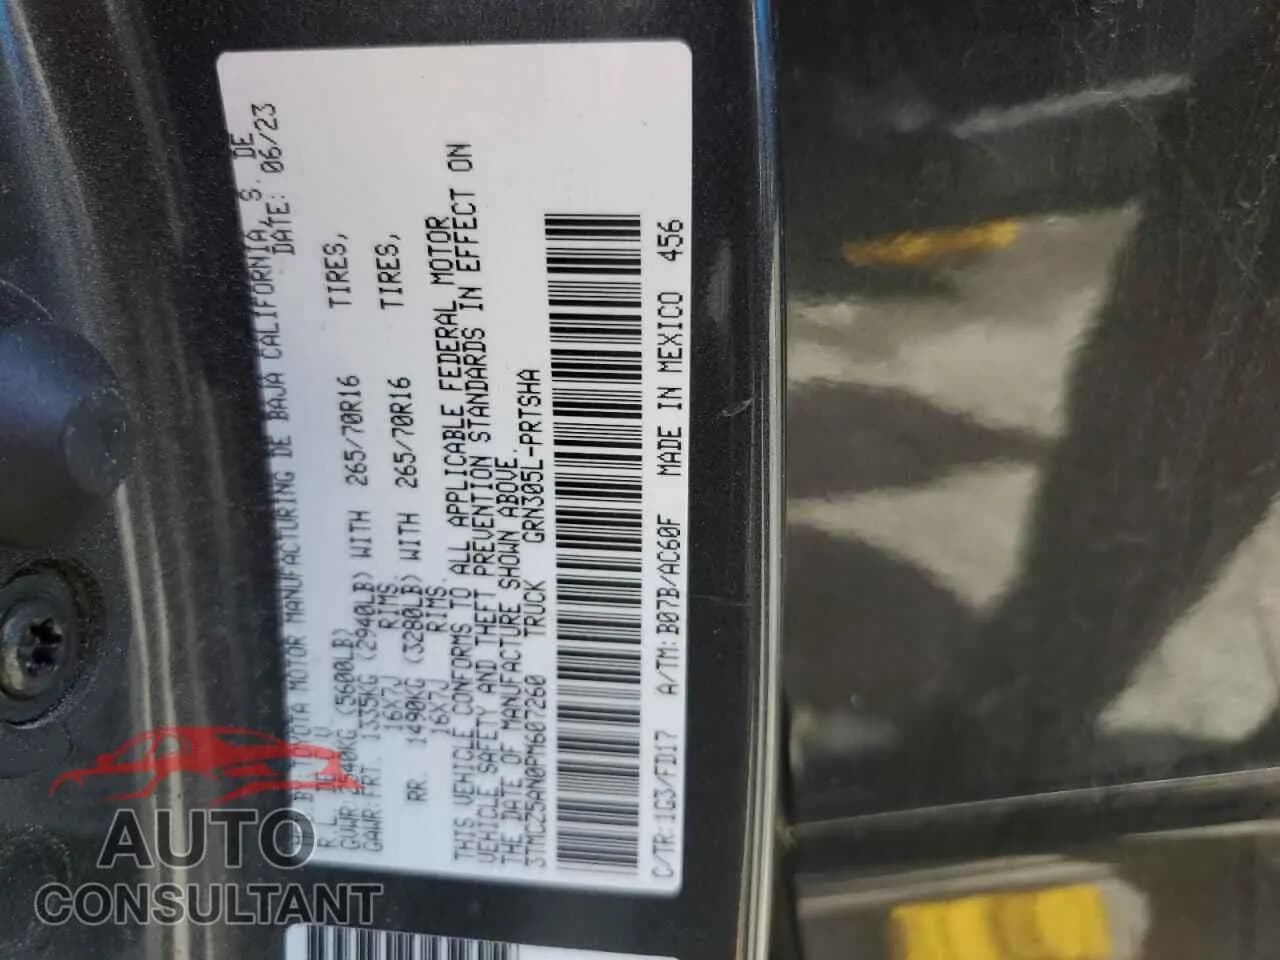 BY TOYOTA MOTOR MANUFACTURING DE BAJA CALIFORNIA, S. DE
R.L. DE C.V. DATE: 06/23
GVWR 2540KG (5600LB)
GAWR:FRT. 1335KG (2940LB) WITH 265/70R16 TIRES,
16X7J RIMS,
RR. 1490KG (3280LB) WITH 265/70R16 TIRES,
16X7J RIMS.
THIS VEHICLE CONFORMS TO ALL APPLICABLE FEDERAL MOTOR
VEHICLE SAFETY AND THEFT PREVENTION STANDARDS IN EFFECT ON
THE DATE OF MANUFACTURE SHOWN ABOVE.
3TMCZ5AN0PM607260 TRUCK GRN305L-PRTSHA
C/TR:1G3/FD17 A/TM:B07B/AC60F MADE IN MEXICO 456
AUTO
CONSULTANT